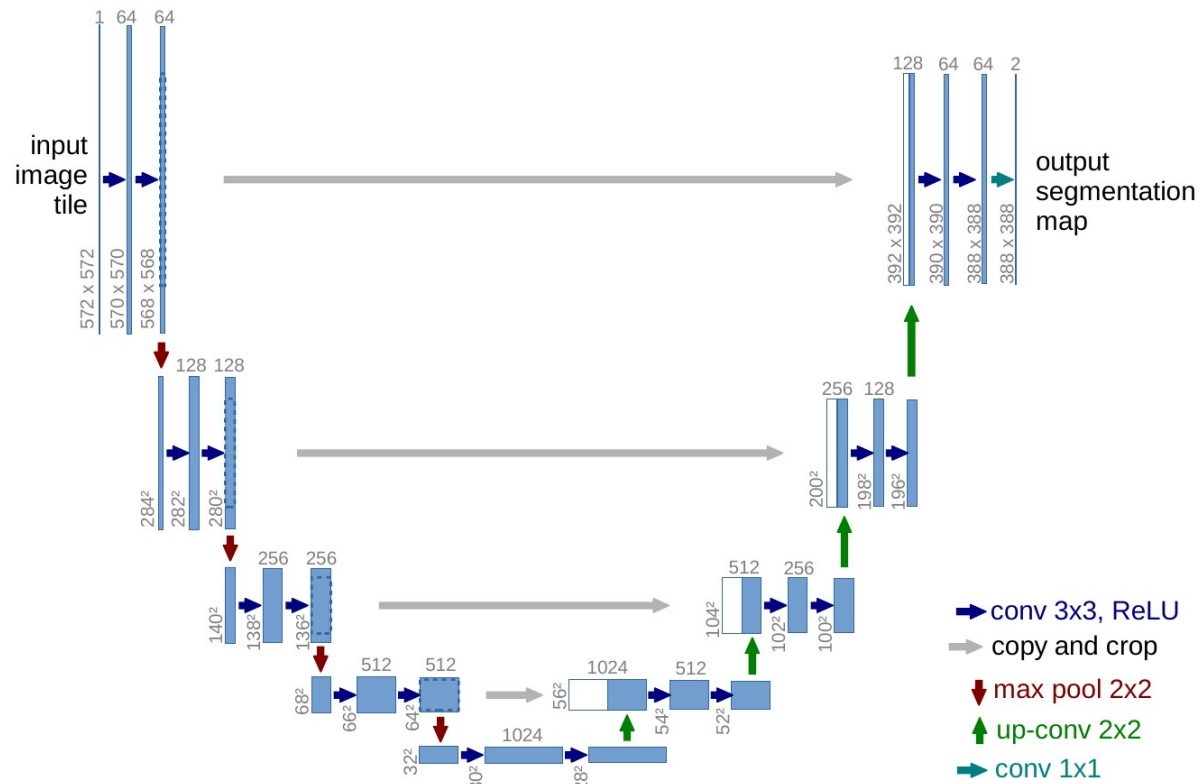 1 64 64
input
image
tile
572 x 572
570 x 570
568 x 568
128 64 64 2
392 x 392
390 x 390
388 x 388
388 x 388
output
segmentation
map
128 128
284²
282²
280²
256 128
200²
198²
196²
256 256
140²
138²
136²
512 256
104²
102²
100²
512 512
68²
66²
64²
1024 512
56²
54²
52²
1024
32²
conv 3x3, ReLU
copy and crop
max pool 2x2
up-conv 2x2
conv 1x1